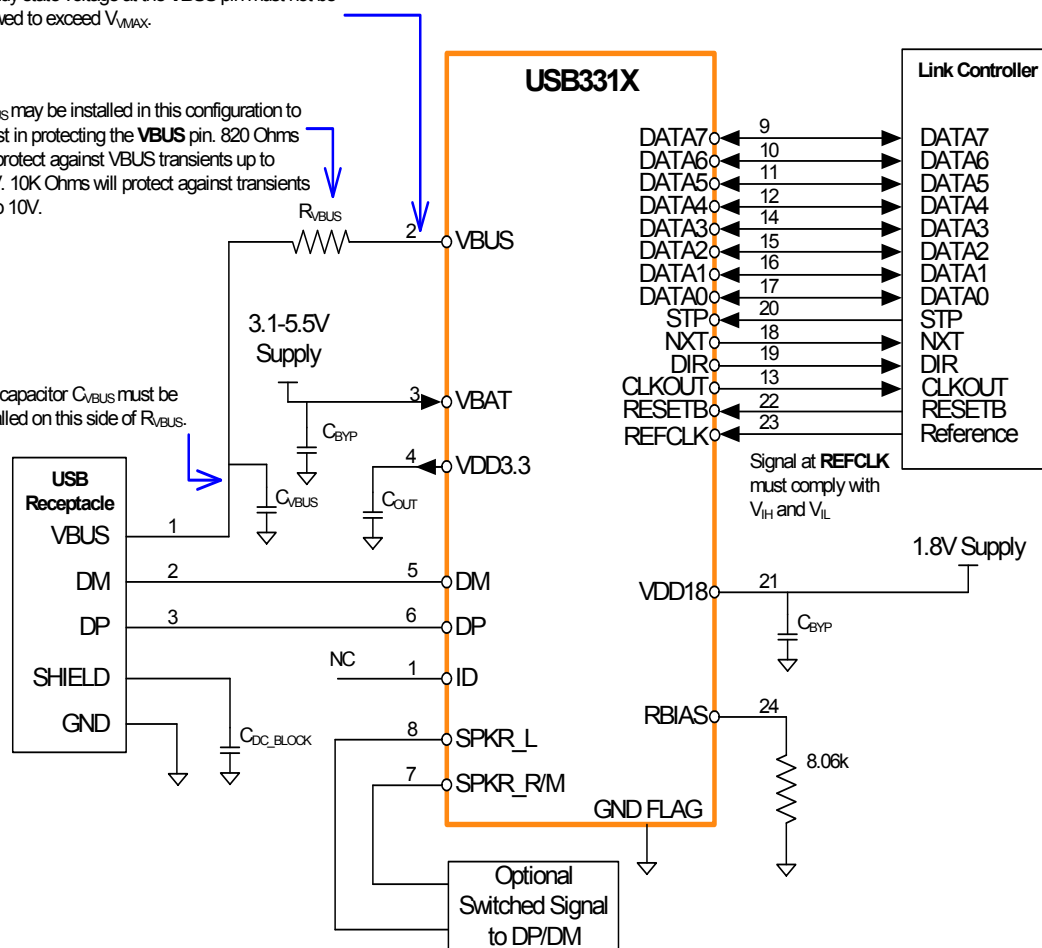 dy state voltage at the VBUS pin must not be
wed to exceed VVMAX.
US may be installed in this configuration to
st in protecting the VBUS pin. 820 Ohms
protect against VBUS transients up to
V. 10K Ohms will protect against transients
o 10V.
capacitor CVBUS must be
alled on this side of RVBUS.
RVBUS
3.1-5.5V
Supply
CBYP
CVBUS
COUT
USB
Receptacle
VBUS 1
DM 2
DP 3
SHIELD
GND
CDC_BLOCK
NC
USB331X
2 VBUS
3 VBAT
4 VDD3.3
5 DM
6 DP
1 ID
8 SPKR_L
7 SPKR_R/M
GND FLAG
Link Controller
DATA7 9 DATA7
DATA6 10 DATA6
DATA5 11 DATA5
DATA4 12 DATA4
DATA3 14 DATA3
DATA2 15 DATA2
DATA1 16 DATA1
DATA0 17 DATA0
STP 20 STP
NXT 18 NXT
DIR 19 DIR
CLKOUT 13 CLKOUT
RESETB 22 RESETB
REFCLK 23 Reference
Signal at REFCLK
must comply with
VIH and VIL
1.8V Supply
VDD18 21
CBYP
RBIAS 24
8.06k
Optional
Switched Signal
to DP/DM